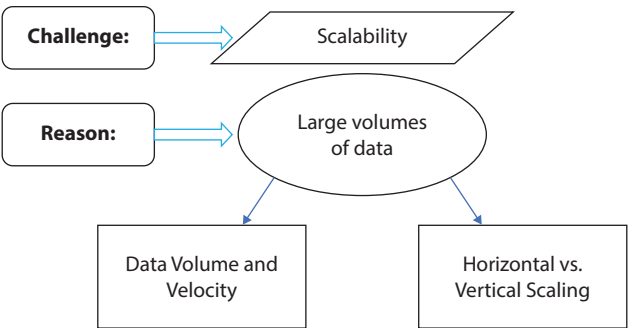 Challenge:
Scalability
Reason:
Large volumes
of data
Data Volume and
Velocity
Horizontal vs.
Vertical Scaling